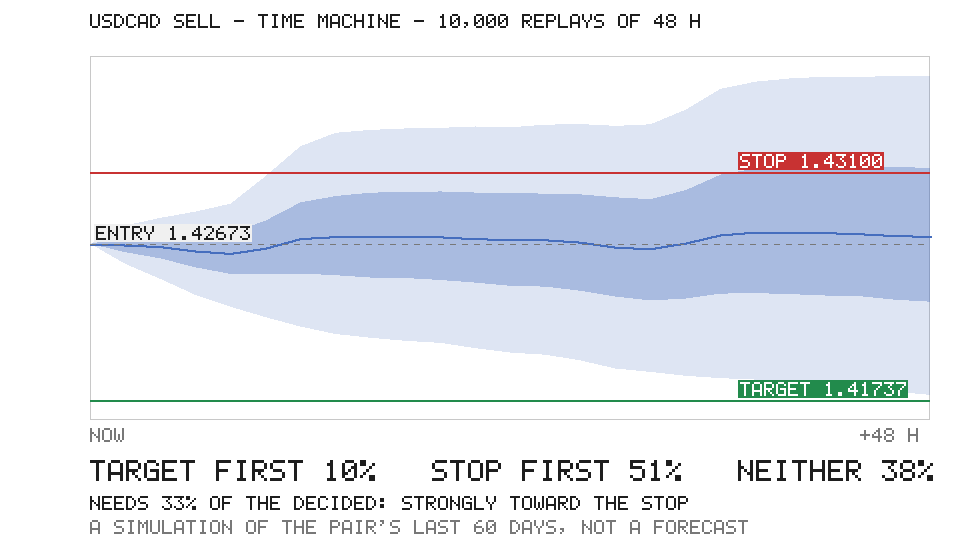 USDCAD SELL - TIME MACHINE - 10,000 REPLAYS OF 48 H
STOP 1.43100
ENTRY 1.42673
TARGET 1.41737
NOW +48 H
TARGET FIRST 10% STOP FIRST 51% NEITHER 38%
NEEDS 33% OF THE DECIDED: STRONGLY TOWARD THE STOP
A SIMULATION OF THE PAIR'S LAST 60 DAYS, NOT A FORECAST